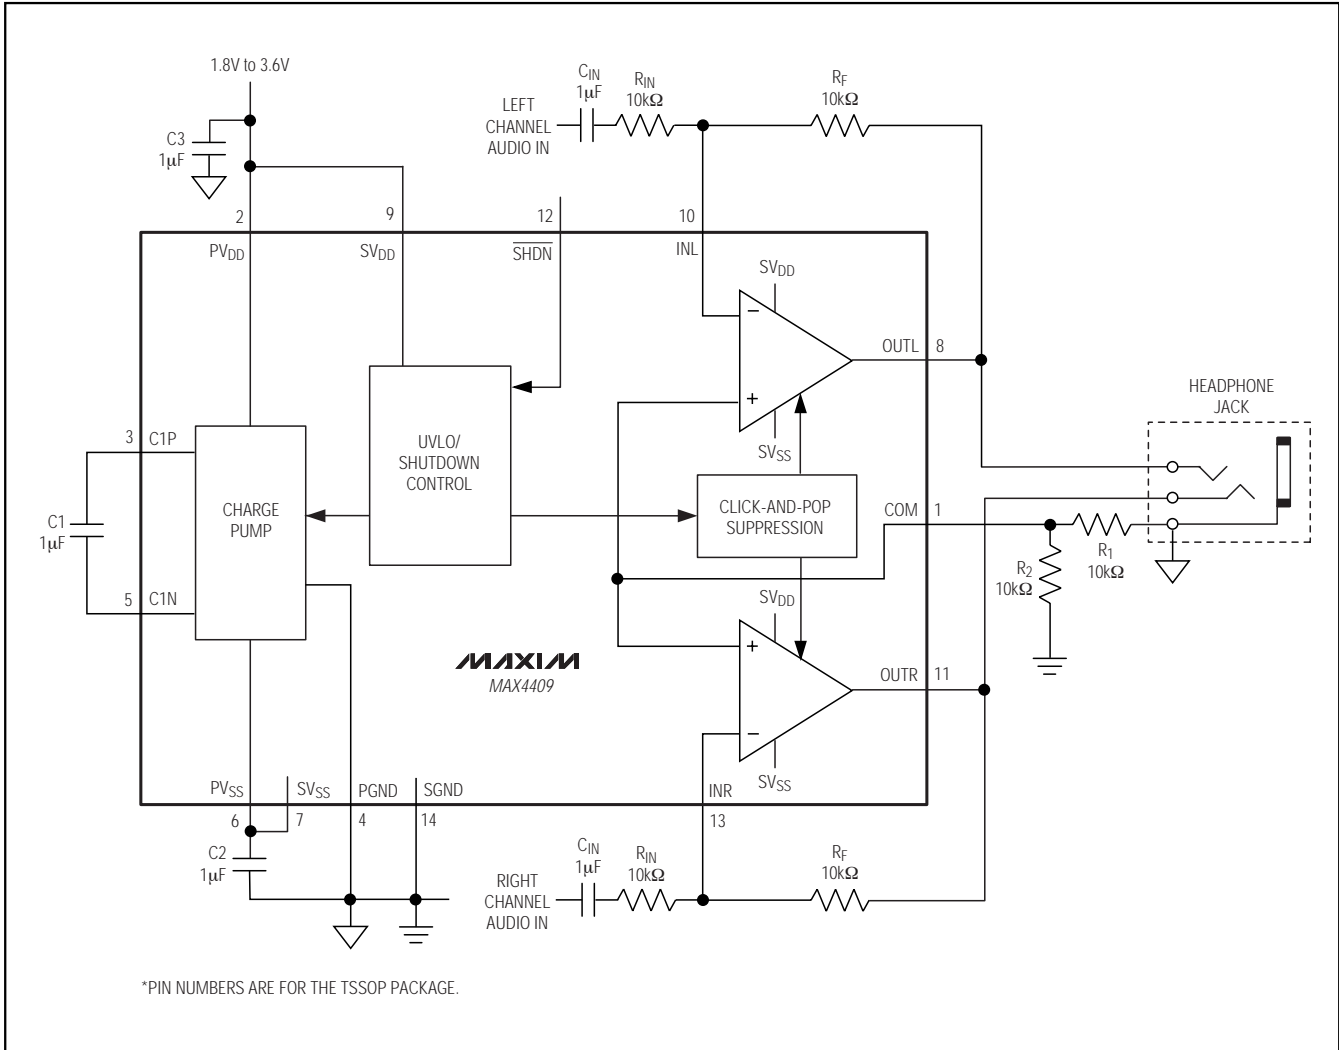 1.8V to 3.6V
C3
1µF
LEFT
CHANNEL
AUDIO IN
CIN
1µF
RIN
10kΩ
RF
10kΩ
2
9
12
10
PVDD
SVDD
SHDN
INL
SVDD
−
+
SVSS
OUTL
8
HEADPHONE
JACK
3
C1P
C1
1µF
5
C1N
CHARGE
PUMP
UVLO/
SHUTDOWN
CONTROL
CLICK-AND-POP
SUPPRESSION
COM
1
R1
10kΩ
R2
10kΩ
SVDD
+
−
SVSS
OUTR
11
MAXIM
MAX4409
PVSS
SVSS
PGND
SGND
INR
6
7
4
14
13
C2
1µF
RIGHT
CHANNEL
AUDIO IN
CIN
1µF
RIN
10kΩ
RF
10kΩ
*PIN NUMBERS ARE FOR THE TSSOP PACKAGE.